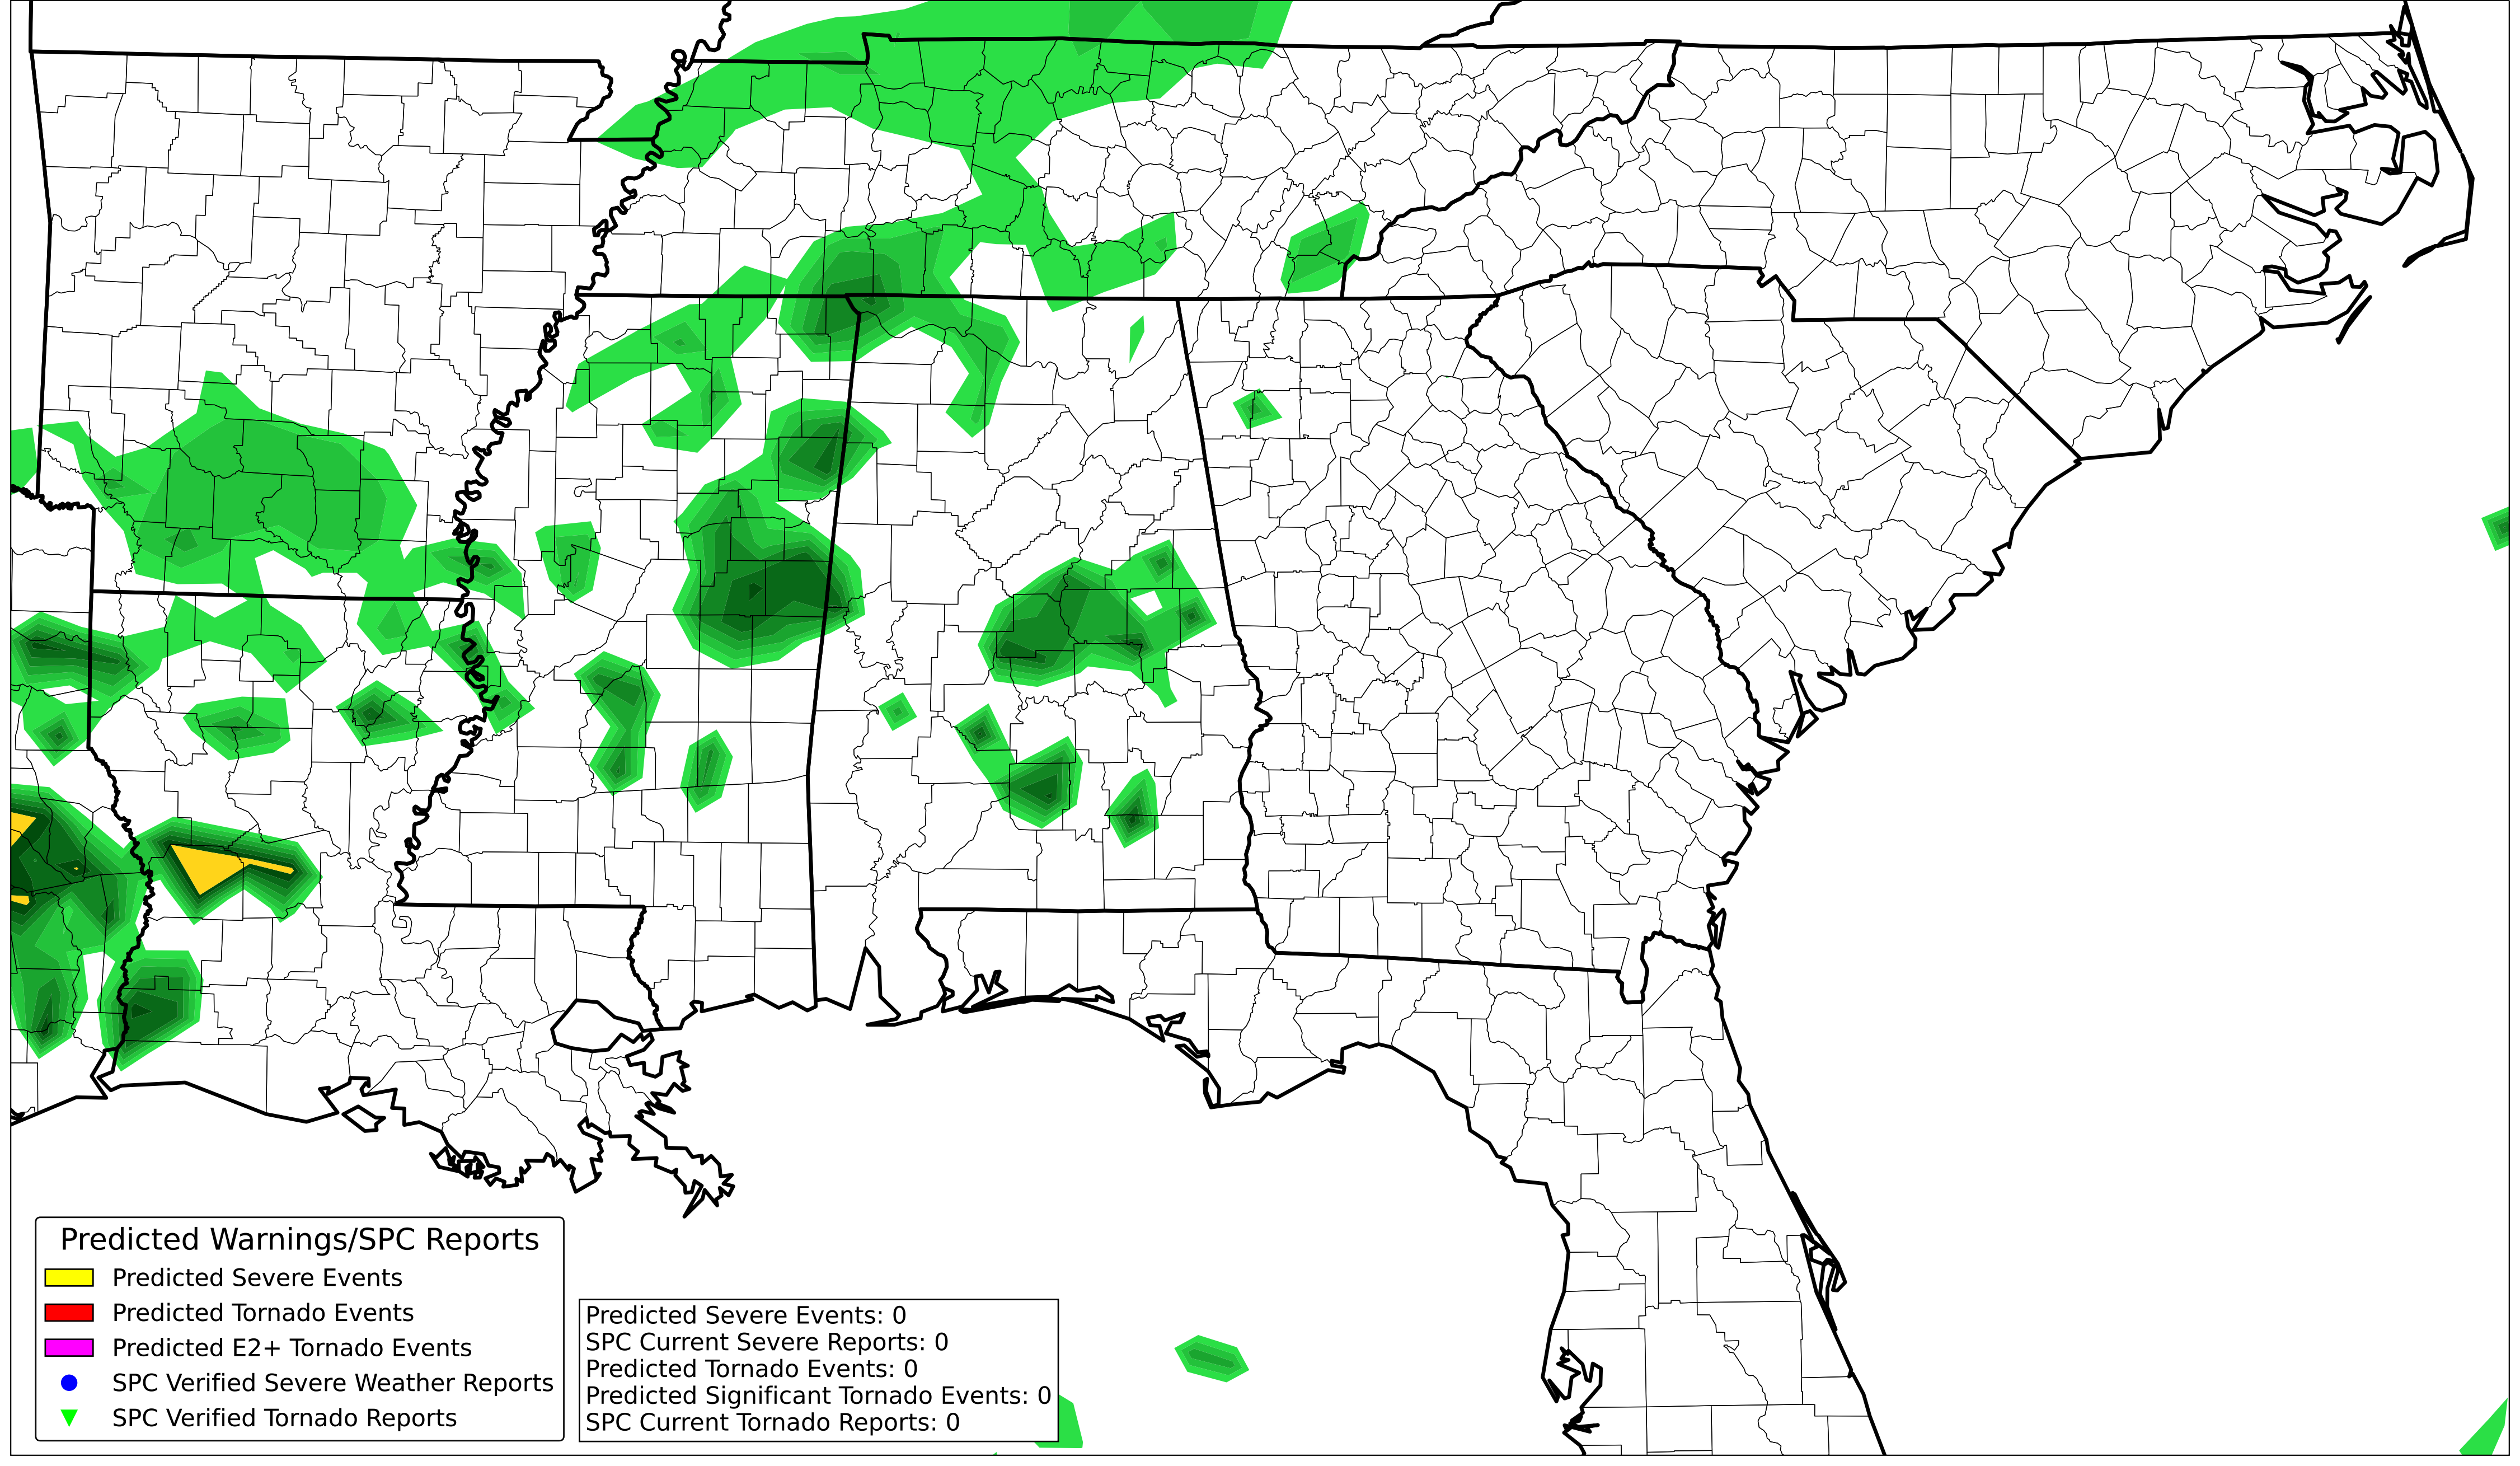 Predicted Warnings/SPC Reports
Predicted Severe Events
Predicted Tornado Events
Predicted E2+ Tornado Events
SPC Verified Severe Weather Reports
SPC Verified Tornado Reports
Predicted Severe Events: 0
SPC Current Severe Reports: 0
Predicted Tornado Events: 0
Predicted Significant Tornado Events: 0
SPC Current Tornado Reports: 0